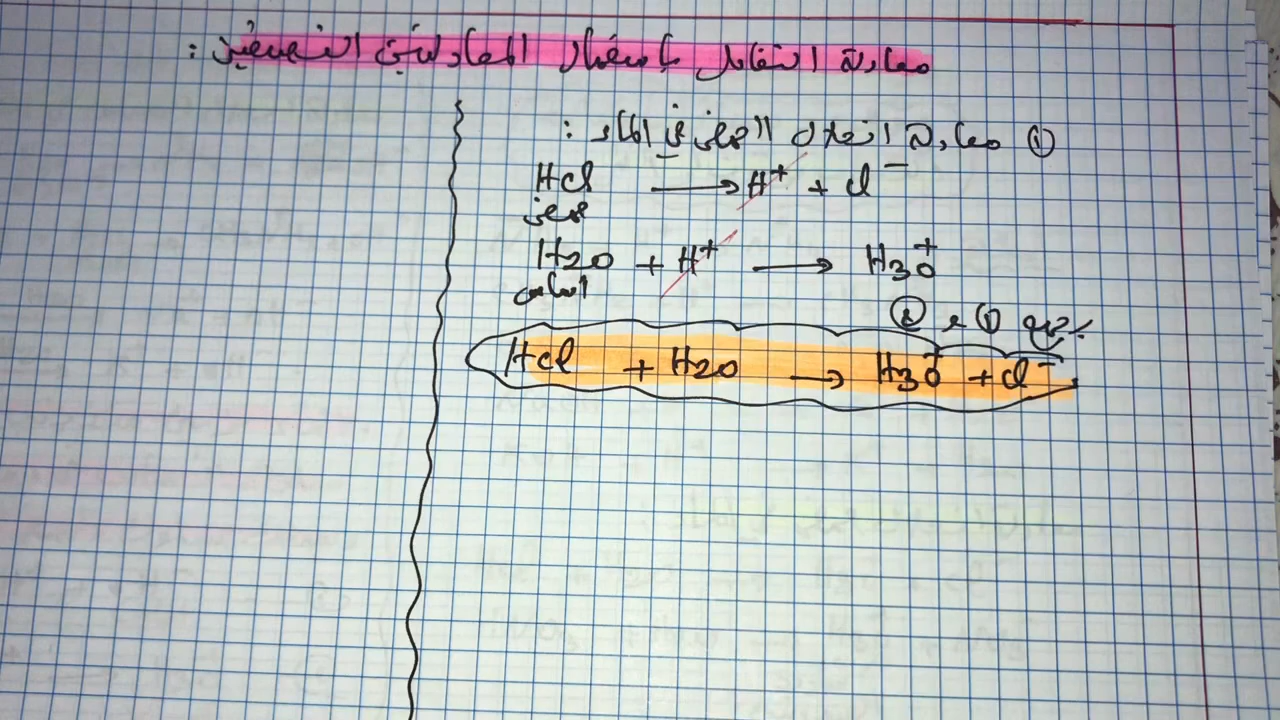 معادلة التفاعل باستعمال المعادلتين النصفيتين :
① معادلة انحلال الحمض في الماء :
HCl ⟶ H⁺ + Cl⁻
حمض
H2O + H⁺ ⟶ H3O⁺
أساس
بجمع ① و ②
HCl + H2O ⟶ H3O⁺ + Cl⁻